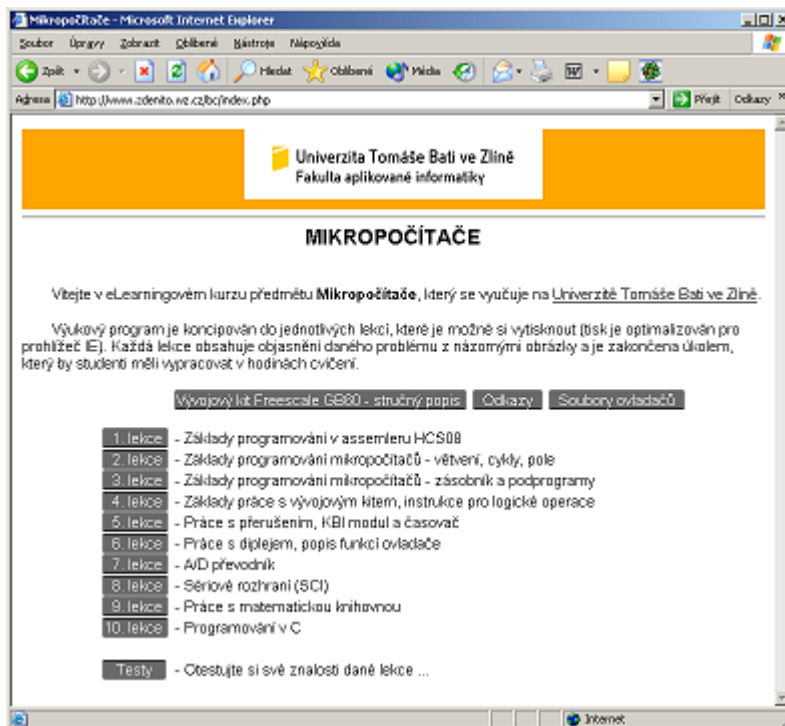 Mikropočítače - Microsoft Internet Explorer
Soubor Úpravy Zobrazit Oblíbené Nástroje Nápověda
Zpět Hledat Oblíbené Média
Adresa http://www.zdenito.wz.cz/bc/index.php Přejít Odkazy
Univerzita Tomáše Bati ve Zlíně
Fakulta aplikované informatiky
MIKROPOČÍTAČE
Vítejte v eLearningovém kurzu předmětu Mikropočítače, který se vyučuje na Univerzitě Tomáše Bati ve Zlíně.
Výukový program je koncipován do jednotlivých lekcí, které je možné si vytisknout (tisk je optimalizován pro
prohlížeč IE). Každá lekce obsahuje objasnění daného problému z názornými obrázky a je zakončena úkolem,
který by studenti měli vypracovat v hodinách cvičení.
Vývojový kit Freescale GB60 - stručný popis Odkazy Soubory ovladačů
1. lekce - Základy programování v assemleru HCS08
2. lekce - Základy programování mikropočítačů - větvení, cykly, pole
3. lekce - Základy programování mikropočítačů - zásobník a podprogramy
4. lekce - Základy práce s vývojovým kitem, instrukce pro logické operace
5. lekce - Práce s přerušením, KBI modul a časovač
6. lekce - Práce s diplejem, popis funkcí ovladače
7. lekce - A/D převodník
8. lekce - Sériové rozhraní (SCI)
9. lekce - Práce s matematickou knihovnou
10. lekce - Programování v C
Testy - Otestujte si své znalosti dané lekce ...
Internet